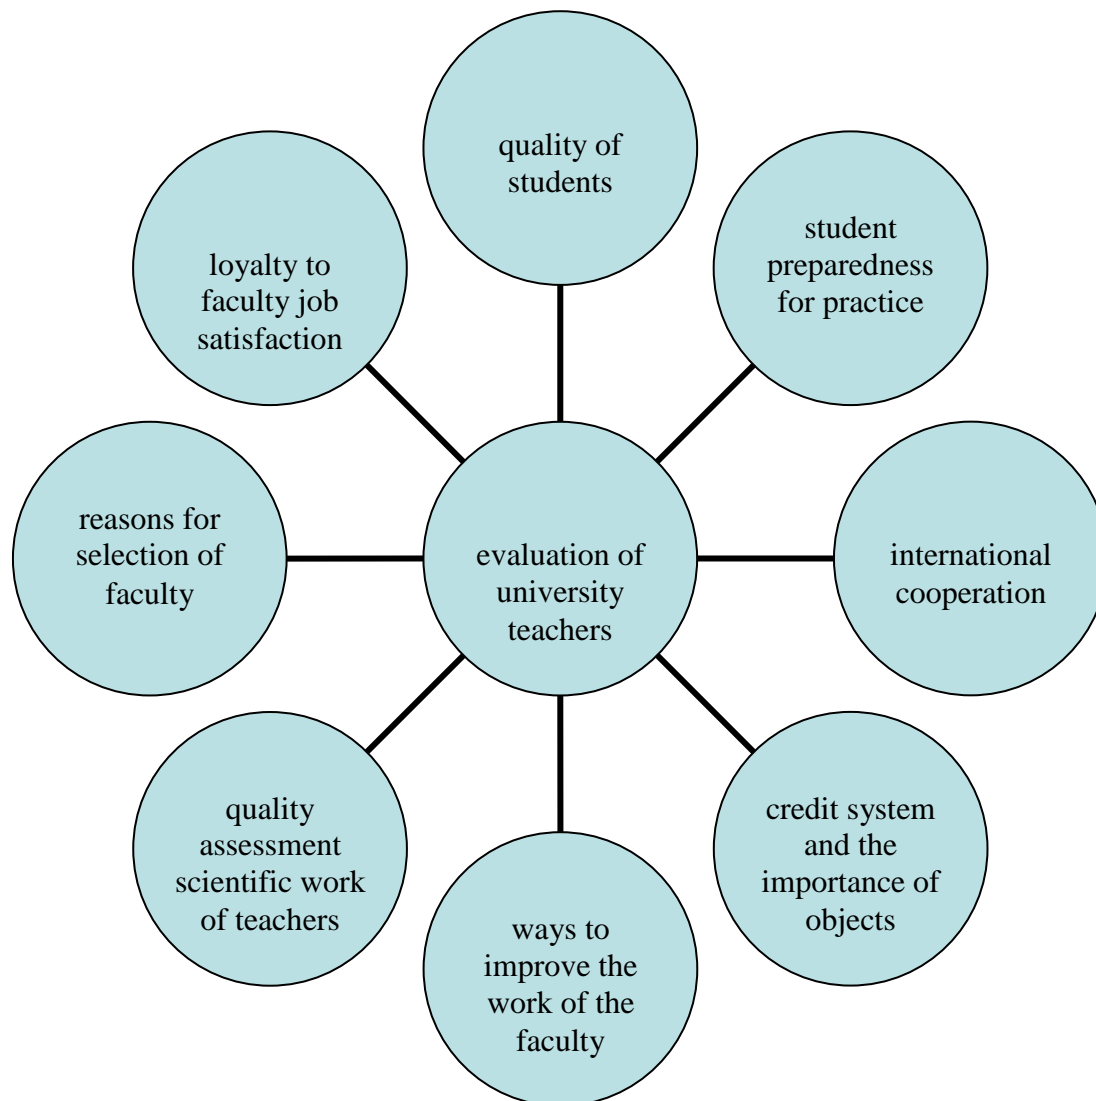 quality of
students
student
preparedness
for practice
international
cooperation
credit system
and the
importance of
objects
ways to
improve the
work of the
faculty
quality
assessment
scientific work
of teachers
reasons for
selection of
faculty
loyalty to
faculty job
satisfaction
evaluation of
university
teachers